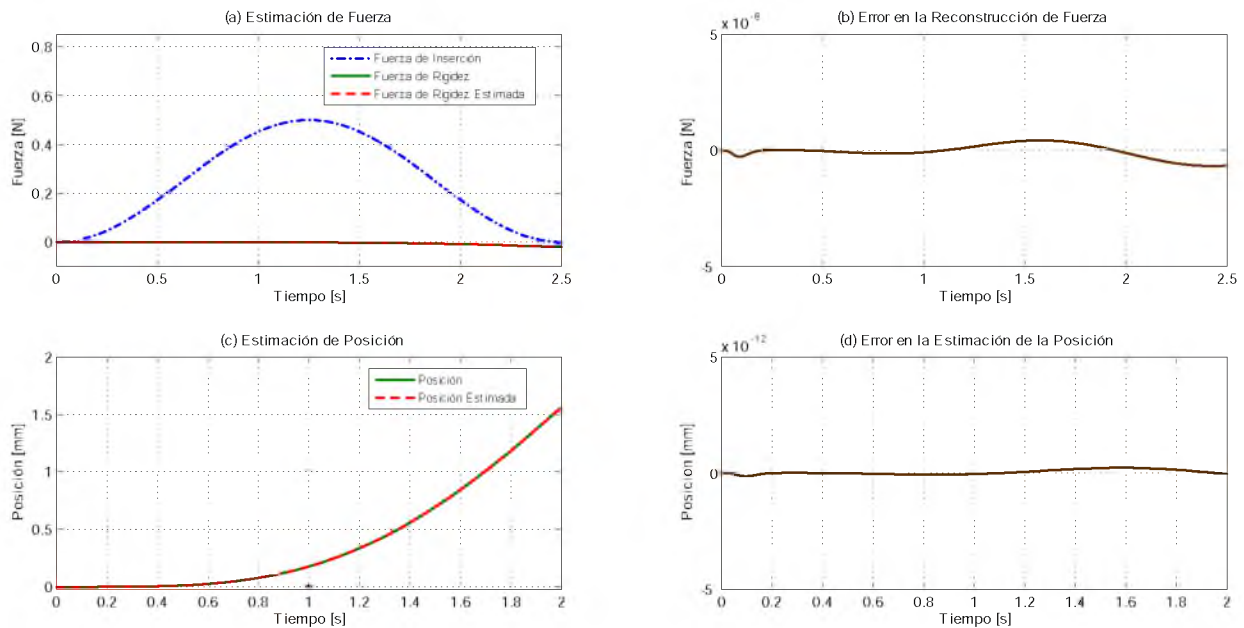 (a) Estimación de Fuerza
0.8
0.6
0.4
0.2
0
Fuerza [N]
Fuerza de Inserción
Fuerza de Rigidez
Fuerza de Rigidez Estimada
0 0.5 1 1.5 2 2.5
Tiempo [s]
(b) Error en la Reconstrucción de Fuerza
x 10⁻⁸
5
0
-5
Fuerza [N]
0 0.5 1 1.5 2 2.5
Tiempo [s]
(c) Estimación de Posición
2
1.5
1
0.5
0
Posición [mm]
Posición
Posición Estimada
0 0.2 0.4 0.6 0.8 1 1.2 1.4 1.6 1.8 2
Tiempo [s]
(d) Error en la Estimación de la Posición
x 10⁻¹²
5
0
-5
Posicion [mm]
0 0.2 0.4 0.6 0.8 1 1.2 1.4 1.6 1.8 2
Tiempo [s]